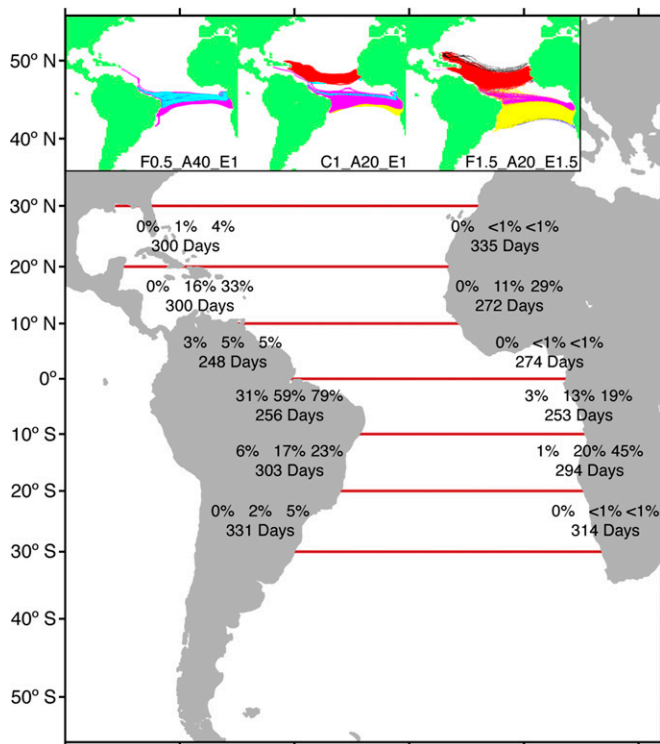 F0.5_A40_E1 C1_A20_E1 F1.5_A20_E1.5
50° N
40° N
30° N
0% 1% 4% 0% <1% <1%
300 Days 335 Days
20° N
0% 16% 33% 0% 11% 29%
300 Days 272 Days
10° N
3% 5% 5% 0% <1% <1%
248 Days 274 Days
0°
31% 59% 79% 3% 13% 19%
256 Days 253 Days
10° S
6% 17% 23% 1% 20% 45%
303 Days 294 Days
20° S
0% 2% 5% 0% <1% <1%
331 Days 314 Days
30° S
40° S
50° S